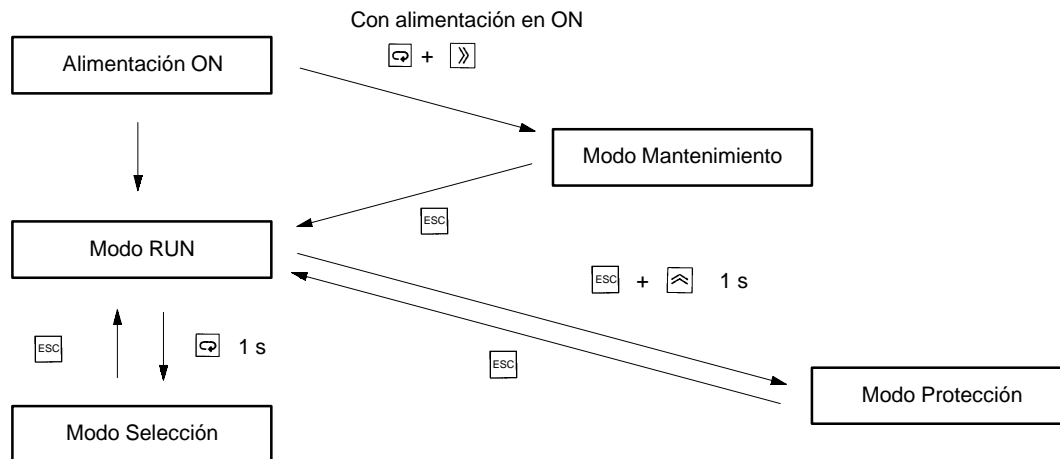 Con alimentación en ON
Alimentación ON
+
Modo Mantenimiento
ESC
Modo RUN
ESC + 1 s
ESC
1 s
ESC
Modo Protección
Modo Selección